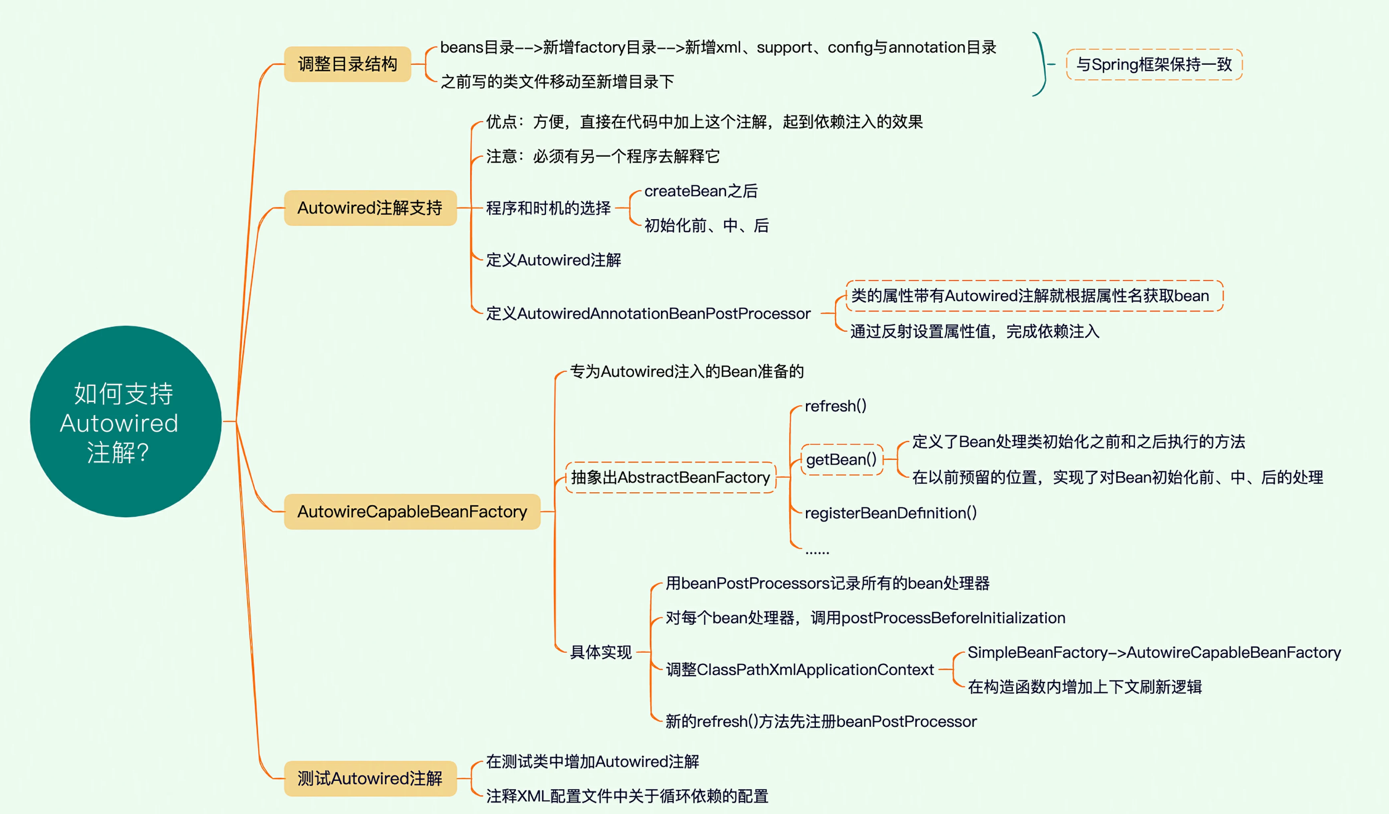 如何支持
Autowired
注解？
调整目录结构
beans目录-->新增factory目录-->新增xml、support、config与annotation目录
之前写的类文件移动至新增目录下
与Spring框架保持一致
Autowired注解支持
优点：方便，直接在代码中加上这个注解，起到依赖注入的效果
注意：必须有另一个程序去解释它
程序和时机的选择
createBean之后
初始化前、中、后
定义Autowired注解
定义AutowiredAnnotationBeanPostProcessor
类的属性带有Autowired注解就根据属性名获取bean
通过反射设置属性值，完成依赖注入
AutowireCapableBeanFactory
专为Autowired注入的Bean准备的
抽象出AbstractBeanFactory
refresh()
getBean()
定义了Bean处理类初始化之前和之后执行的方法
在以前预留的位置，实现了对Bean初始化前、中、后的处理
registerBeanDefinition()
......
具体实现
用beanPostProcessors记录所有的bean处理器
对每个bean处理器，调用postProcessBeforeInitialization
调整ClassPathXmlApplicationContext
SimpleBeanFactory->AutowireCapableBeanFactory
在构造函数内增加上下文刷新逻辑
新的refresh()方法先注册beanPostProcessor
测试Autowired注解
在测试类中增加Autowired注解
注释XML配置文件中关于循环依赖的配置